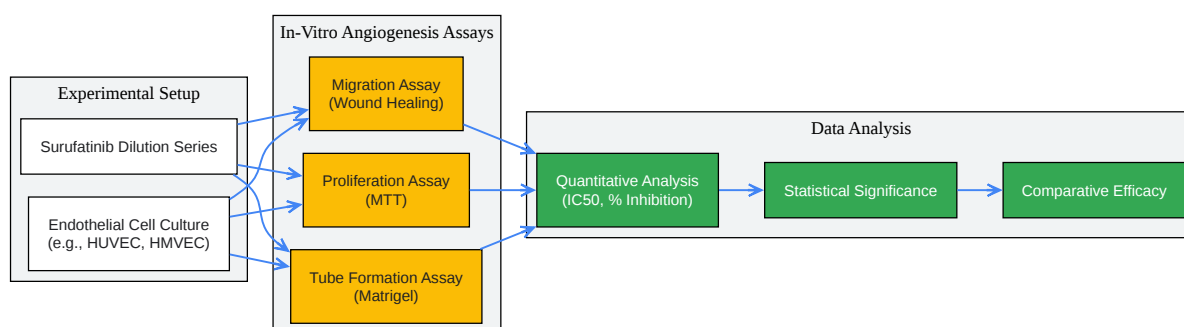 Experimental Setup
Surufatinib Dilution Series
Endothelial Cell Culture
(e.g., HUVEC, HMVEC)
In-Vitro Angiogenesis Assays
Migration Assay
(Wound Healing)
Proliferation Assay
(MTT)
Tube Formation Assay
(Matrigel)
Data Analysis
Quantitative Analysis
(IC50, % Inhibition)
Statistical Significance
Comparative Efficacy